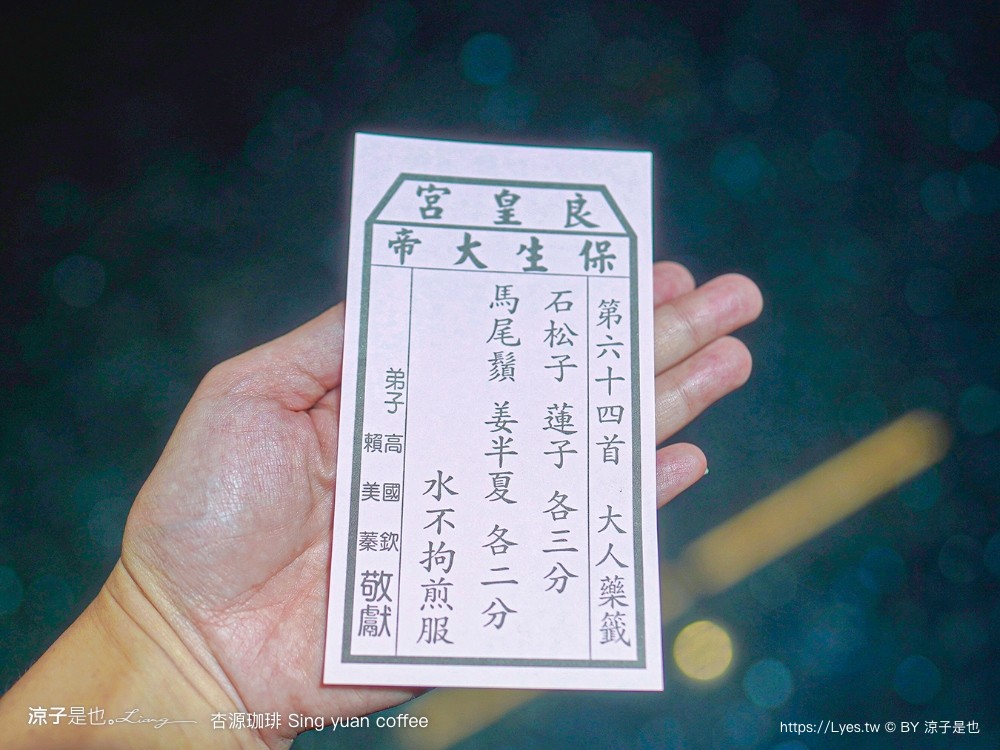 良皇宮
保生大帝
第六十四首 大人藥籤
石松子 蓮子 各三分
馬尾鬚 姜半夏 各二分
水不拘煎服
弟子 高國欽 賴美蓁 敬獻
涼子是也。Liang 杏源珈琲 Sing yuan coffee
https://Lyes.tw © BY 涼子是也